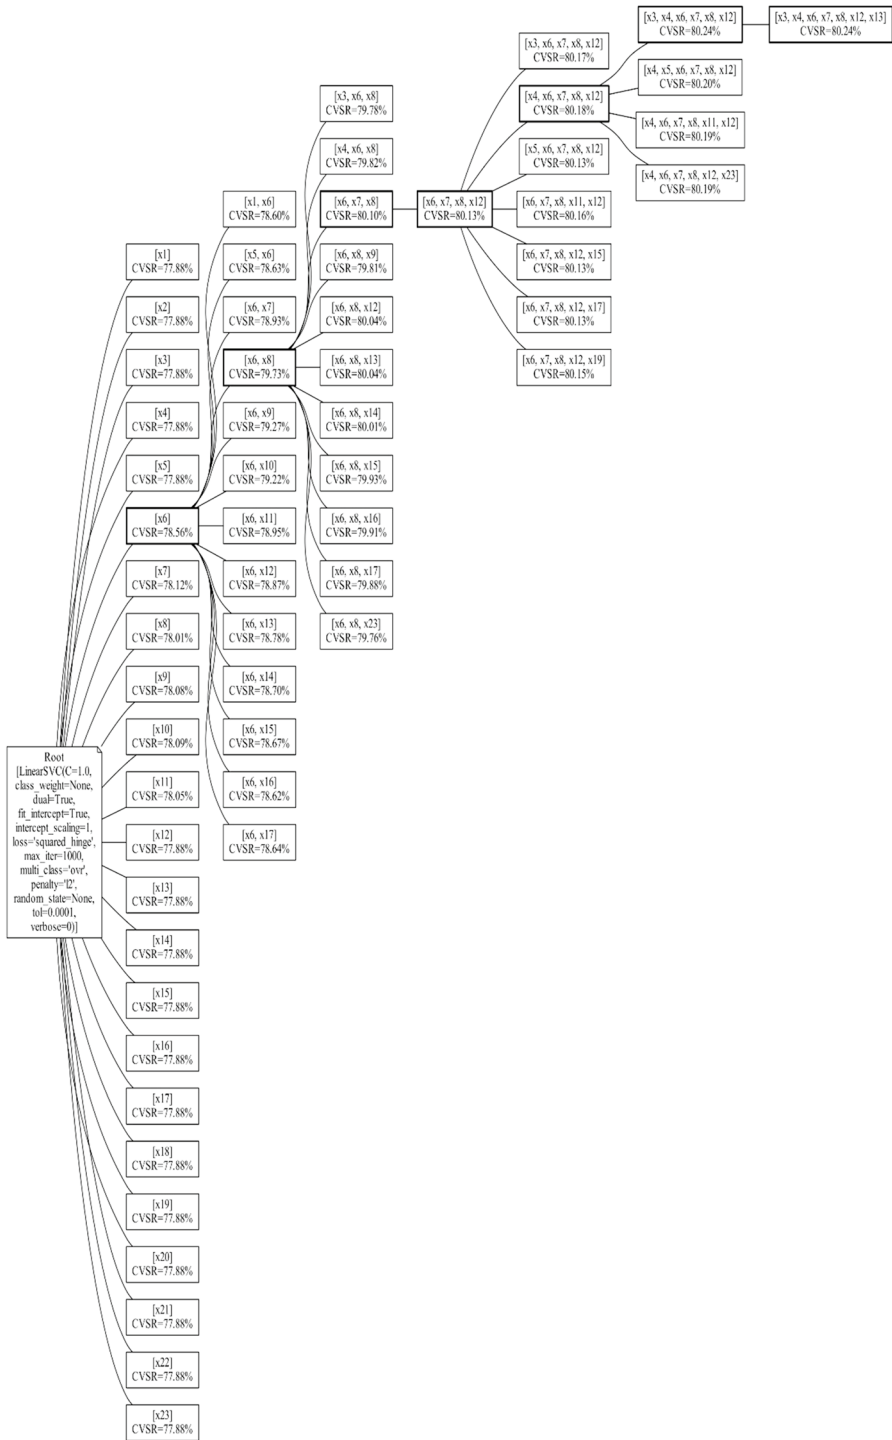 Root
[LinearSVC(C=1.0,
class_weight=None,
dual=True,
fit_intercept=True,
intercept_scaling=1,
loss='squared_hinge',
max_iter=1000,
multi_class='ovr',
penalty='l2',
random_state=None,
tol=0.0001,
verbose=0)]
[x1]
CVSR=77.88%
[x2]
CVSR=77.88%
[x3]
CVSR=77.88%
[x4]
CVSR=77.88%
[x5]
CVSR=77.88%
[x6]
CVSR=78.56%
[x7]
CVSR=78.12%
[x8]
CVSR=78.01%
[x9]
CVSR=78.08%
[x10]
CVSR=78.09%
[x11]
CVSR=78.05%
[x12]
CVSR=77.88%
[x13]
CVSR=77.88%
[x14]
CVSR=77.88%
[x15]
CVSR=77.88%
[x16]
CVSR=77.88%
[x17]
CVSR=77.88%
[x18]
CVSR=77.88%
[x19]
CVSR=77.88%
[x20]
CVSR=77.88%
[x21]
CVSR=77.88%
[x22]
CVSR=77.88%
[x23]
CVSR=77.88%
[x1, x6]
CVSR=78.60%
[x5, x6]
CVSR=78.63%
[x6, x7]
CVSR=78.93%
[x6, x8]
CVSR=79.73%
[x6, x9]
CVSR=79.27%
[x6, x10]
CVSR=79.22%
[x6, x11]
CVSR=78.95%
[x6, x12]
CVSR=78.87%
[x6, x13]
CVSR=78.78%
[x6, x14]
CVSR=78.70%
[x6, x15]
CVSR=78.67%
[x6, x16]
CVSR=78.62%
[x6, x17]
CVSR=78.64%
[x3, x6, x8]
CVSR=79.78%
[x4, x6, x8]
CVSR=79.82%
[x6, x7, x8]
CVSR=80.10%
[x6, x8, x9]
CVSR=79.81%
[x6, x8, x12]
CVSR=80.04%
[x6, x8, x13]
CVSR=80.04%
[x6, x8, x14]
CVSR=80.01%
[x6, x8, x15]
CVSR=79.93%
[x6, x8, x16]
CVSR=79.91%
[x6, x8, x17]
CVSR=79.88%
[x6, x8, x23]
CVSR=79.76%
[x6, x7, x8, x12]
CVSR=80.13%
[x3, x6, x7, x8, x12]
CVSR=80.17%
[x4, x6, x7, x8, x12]
CVSR=80.18%
[x5, x6, x7, x8, x12]
CVSR=80.13%
[x6, x7, x8, x11, x12]
CVSR=80.16%
[x6, x7, x8, x12, x15]
CVSR=80.13%
[x6, x7, x8, x12, x17]
CVSR=80.13%
[x6, x7, x8, x12, x19]
CVSR=80.15%
[x3, x4, x6, x7, x8, x12]
CVSR=80.24%
[x4, x5, x6, x7, x8, x12]
CVSR=80.20%
[x4, x6, x7, x8, x11, x12]
CVSR=80.19%
[x4, x6, x7, x8, x12, x23]
CVSR=80.19%
[x3, x4, x6, x7, x8, x12, x13]
CVSR=80.24%